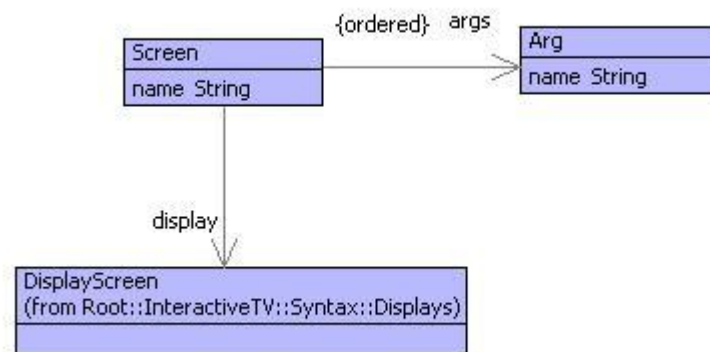 {ordered} args
Screen
name String
Arg
name String
display
DisplayScreen
(from Root::InteractiveTV::Syntax::Displays)